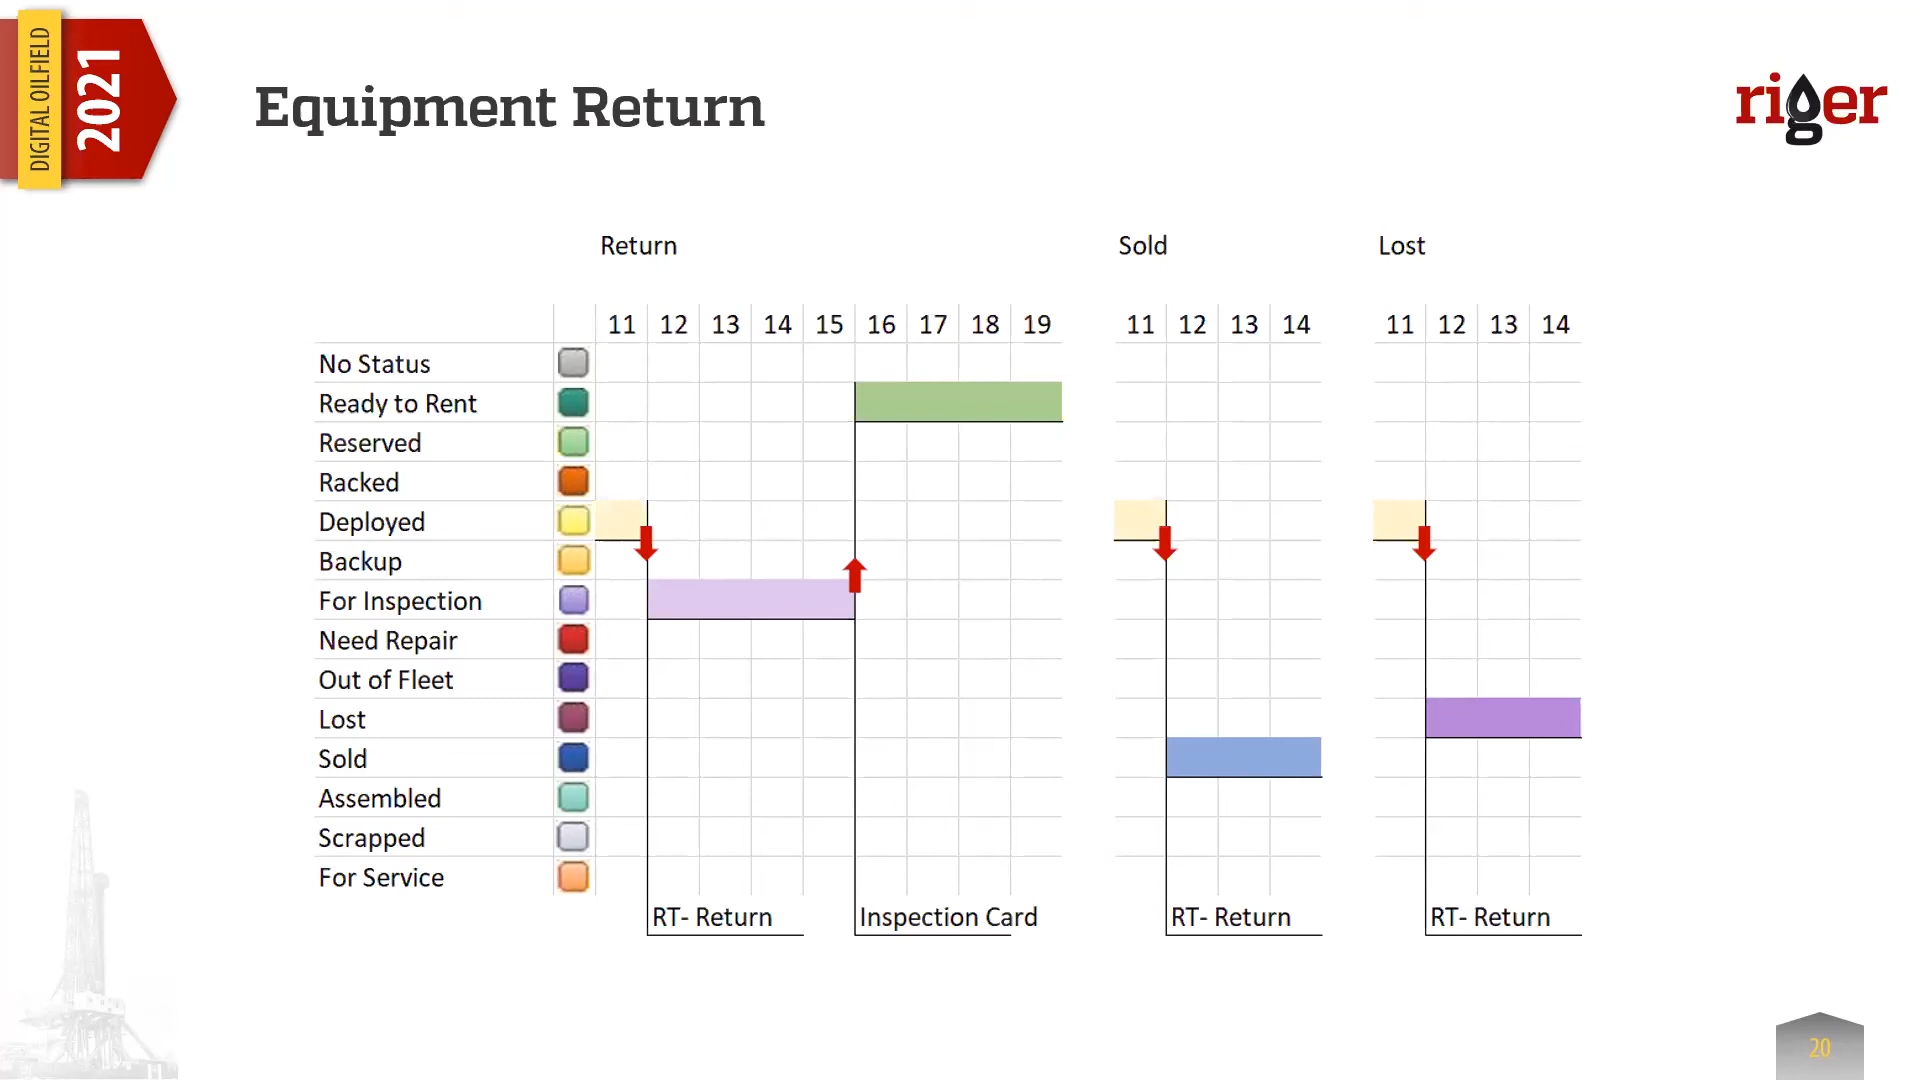 DIGITAL OILFIELD
2021
Equipment Return
riger
Return
Sold
Lost
11 12 13 14 15 16 17 18 19
11 12 13 14
11 12 13 14
No Status
Ready to Rent
Reserved
Racked
Deployed
Backup
For Inspection
Need Repair
Out of Fleet
Lost
Sold
Assembled
Scrapped
For Service
RT- Return
Inspection Card
RT- Return
RT- Return
20